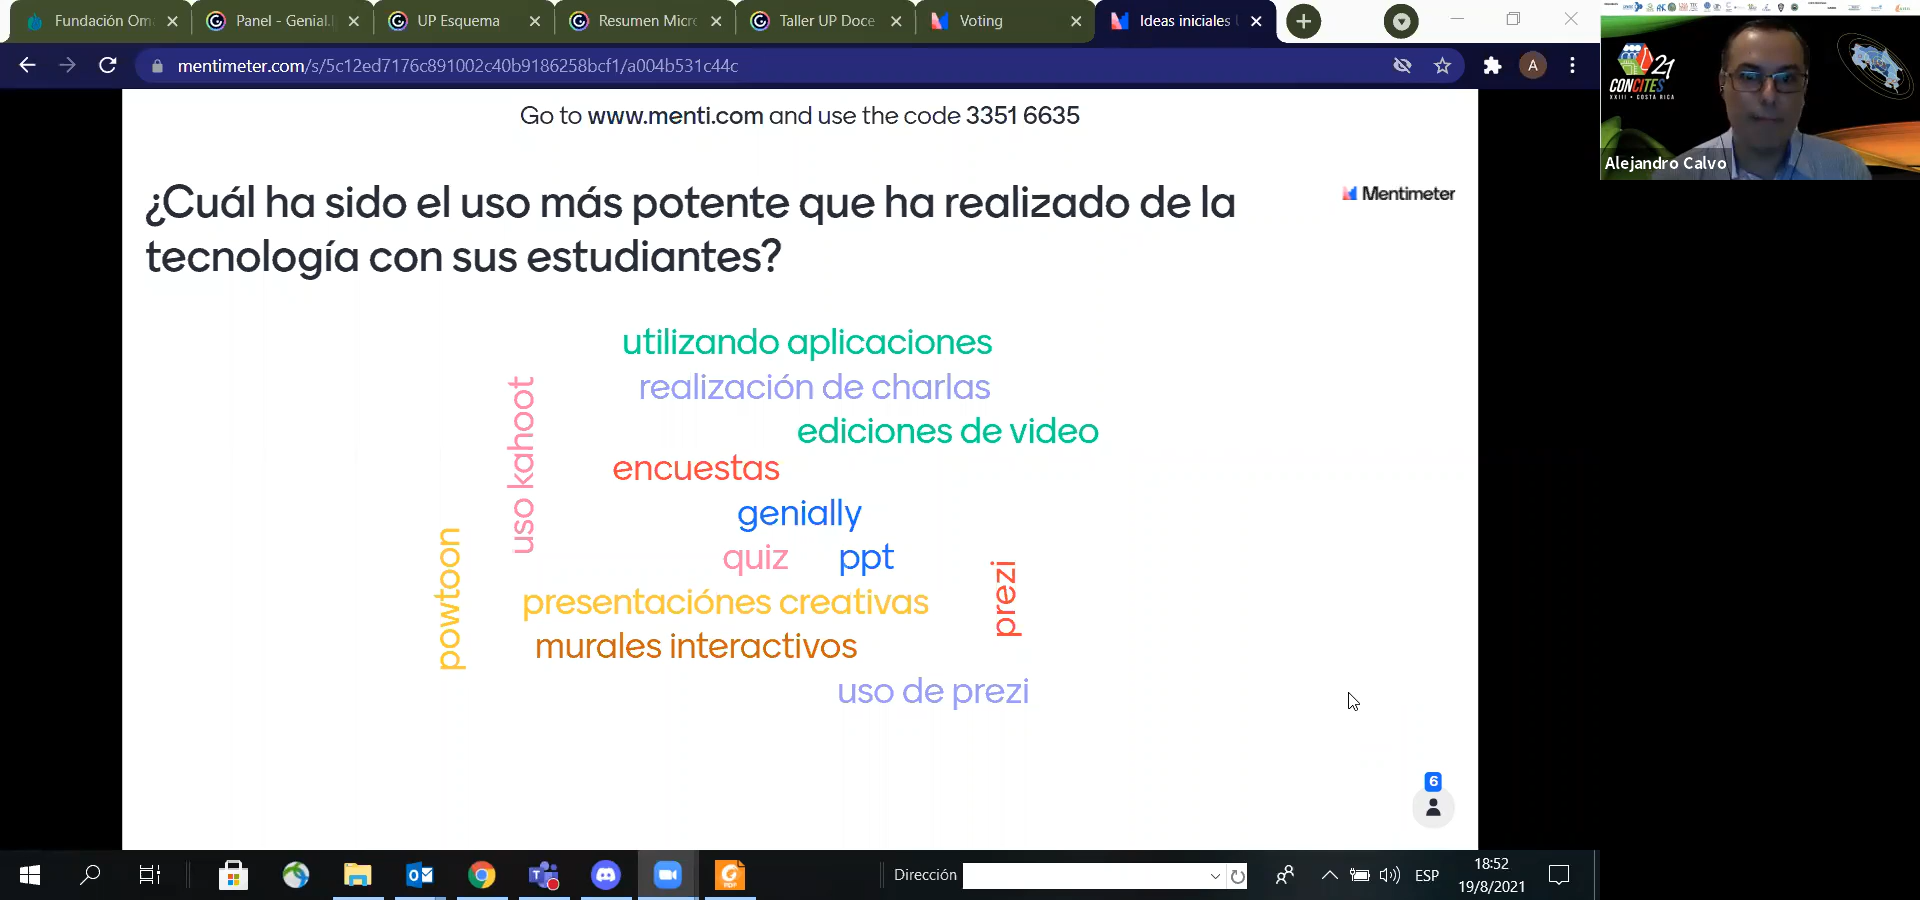 Fundación Om
Panel - Genial.
UP Esquema
Resumen Micr
Taller UP Doce
Voting
Ideas iniciales
mentimeter.com/s/5c12ed7176c891002c40b9186258bcf1/a004b531c44c
A
21
CONCITES
XXIII • COSTA RICA
Alejandro Calvo
Go to www.menti.com and use the code 3351 6635
¿Cuál ha sido el uso más potente que ha realizado de la
tecnología con sus estudiantes?
Mentimeter
utilizando aplicaciones
realización de charlas
uso kahoot
ediciones de video
encuestas
genially
quiz
ppt
powtoon
prezi
presentaciónes creativas
murales interactivos
uso de prezi
6
Dirección
ESP
18:52
19/8/2021